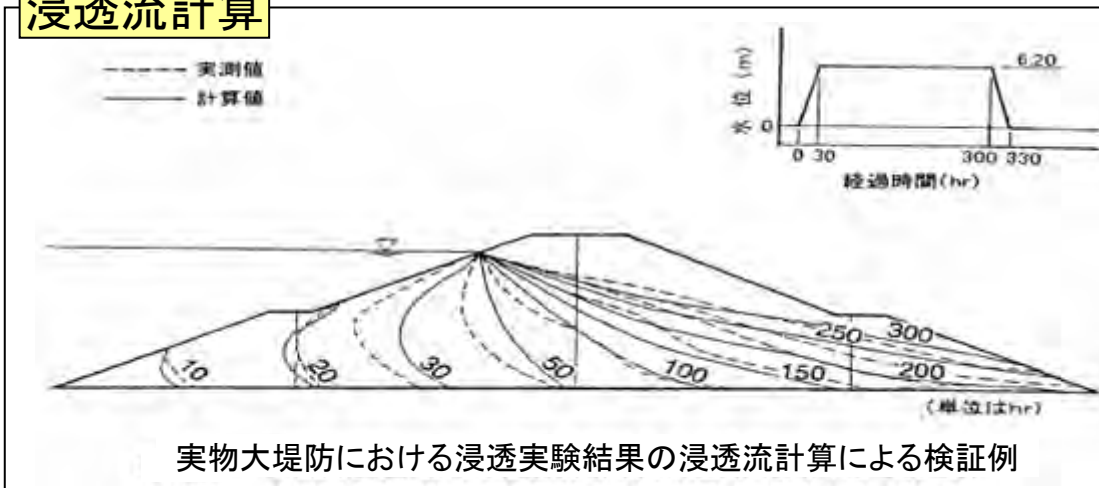 浸透流計算
実測値
計算値
水位 (m)
6.20
0
0 30 300 330
経過時間(hr)
10 20 30 50 100 150 200 250 300
(単位はhr)
実物大堤防における浸透実験結果の浸透流計算による検証例